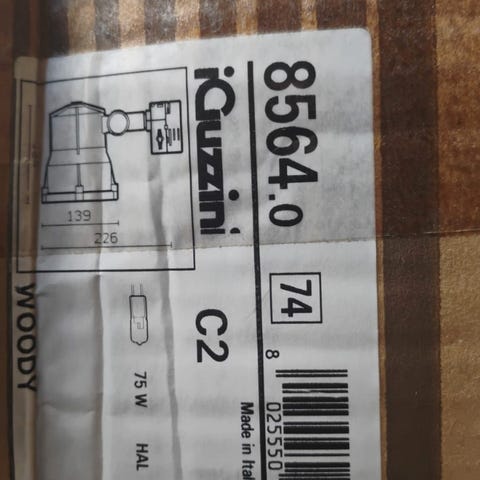 8564.0
iGuzzini
139
226
74
C2
WOODY
75 W HAL
Made in Ital
8 025550